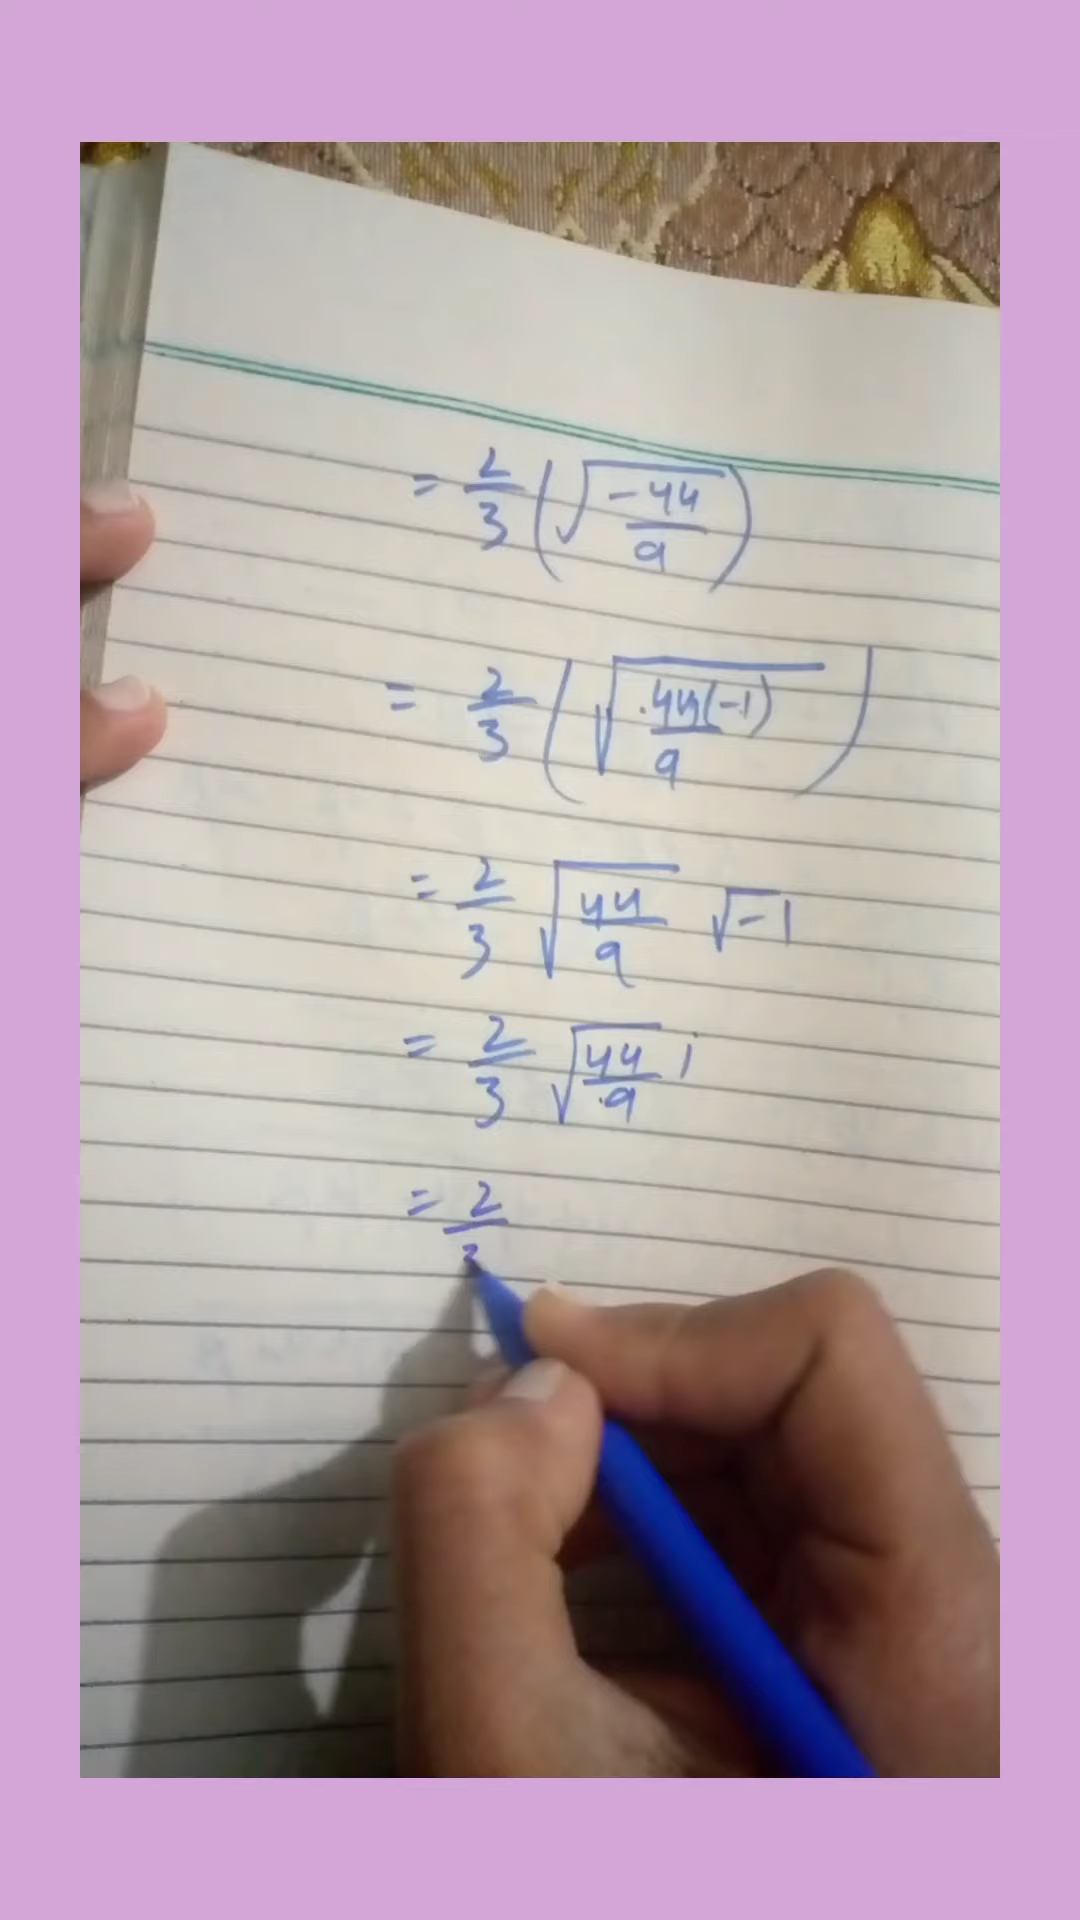 = 2/3 (√(-44/9))
= 2/3 (√(44(-1)/9))
= 2/3 √(44/9) √-1
= 2/3 √(44/9) i
= 2/3